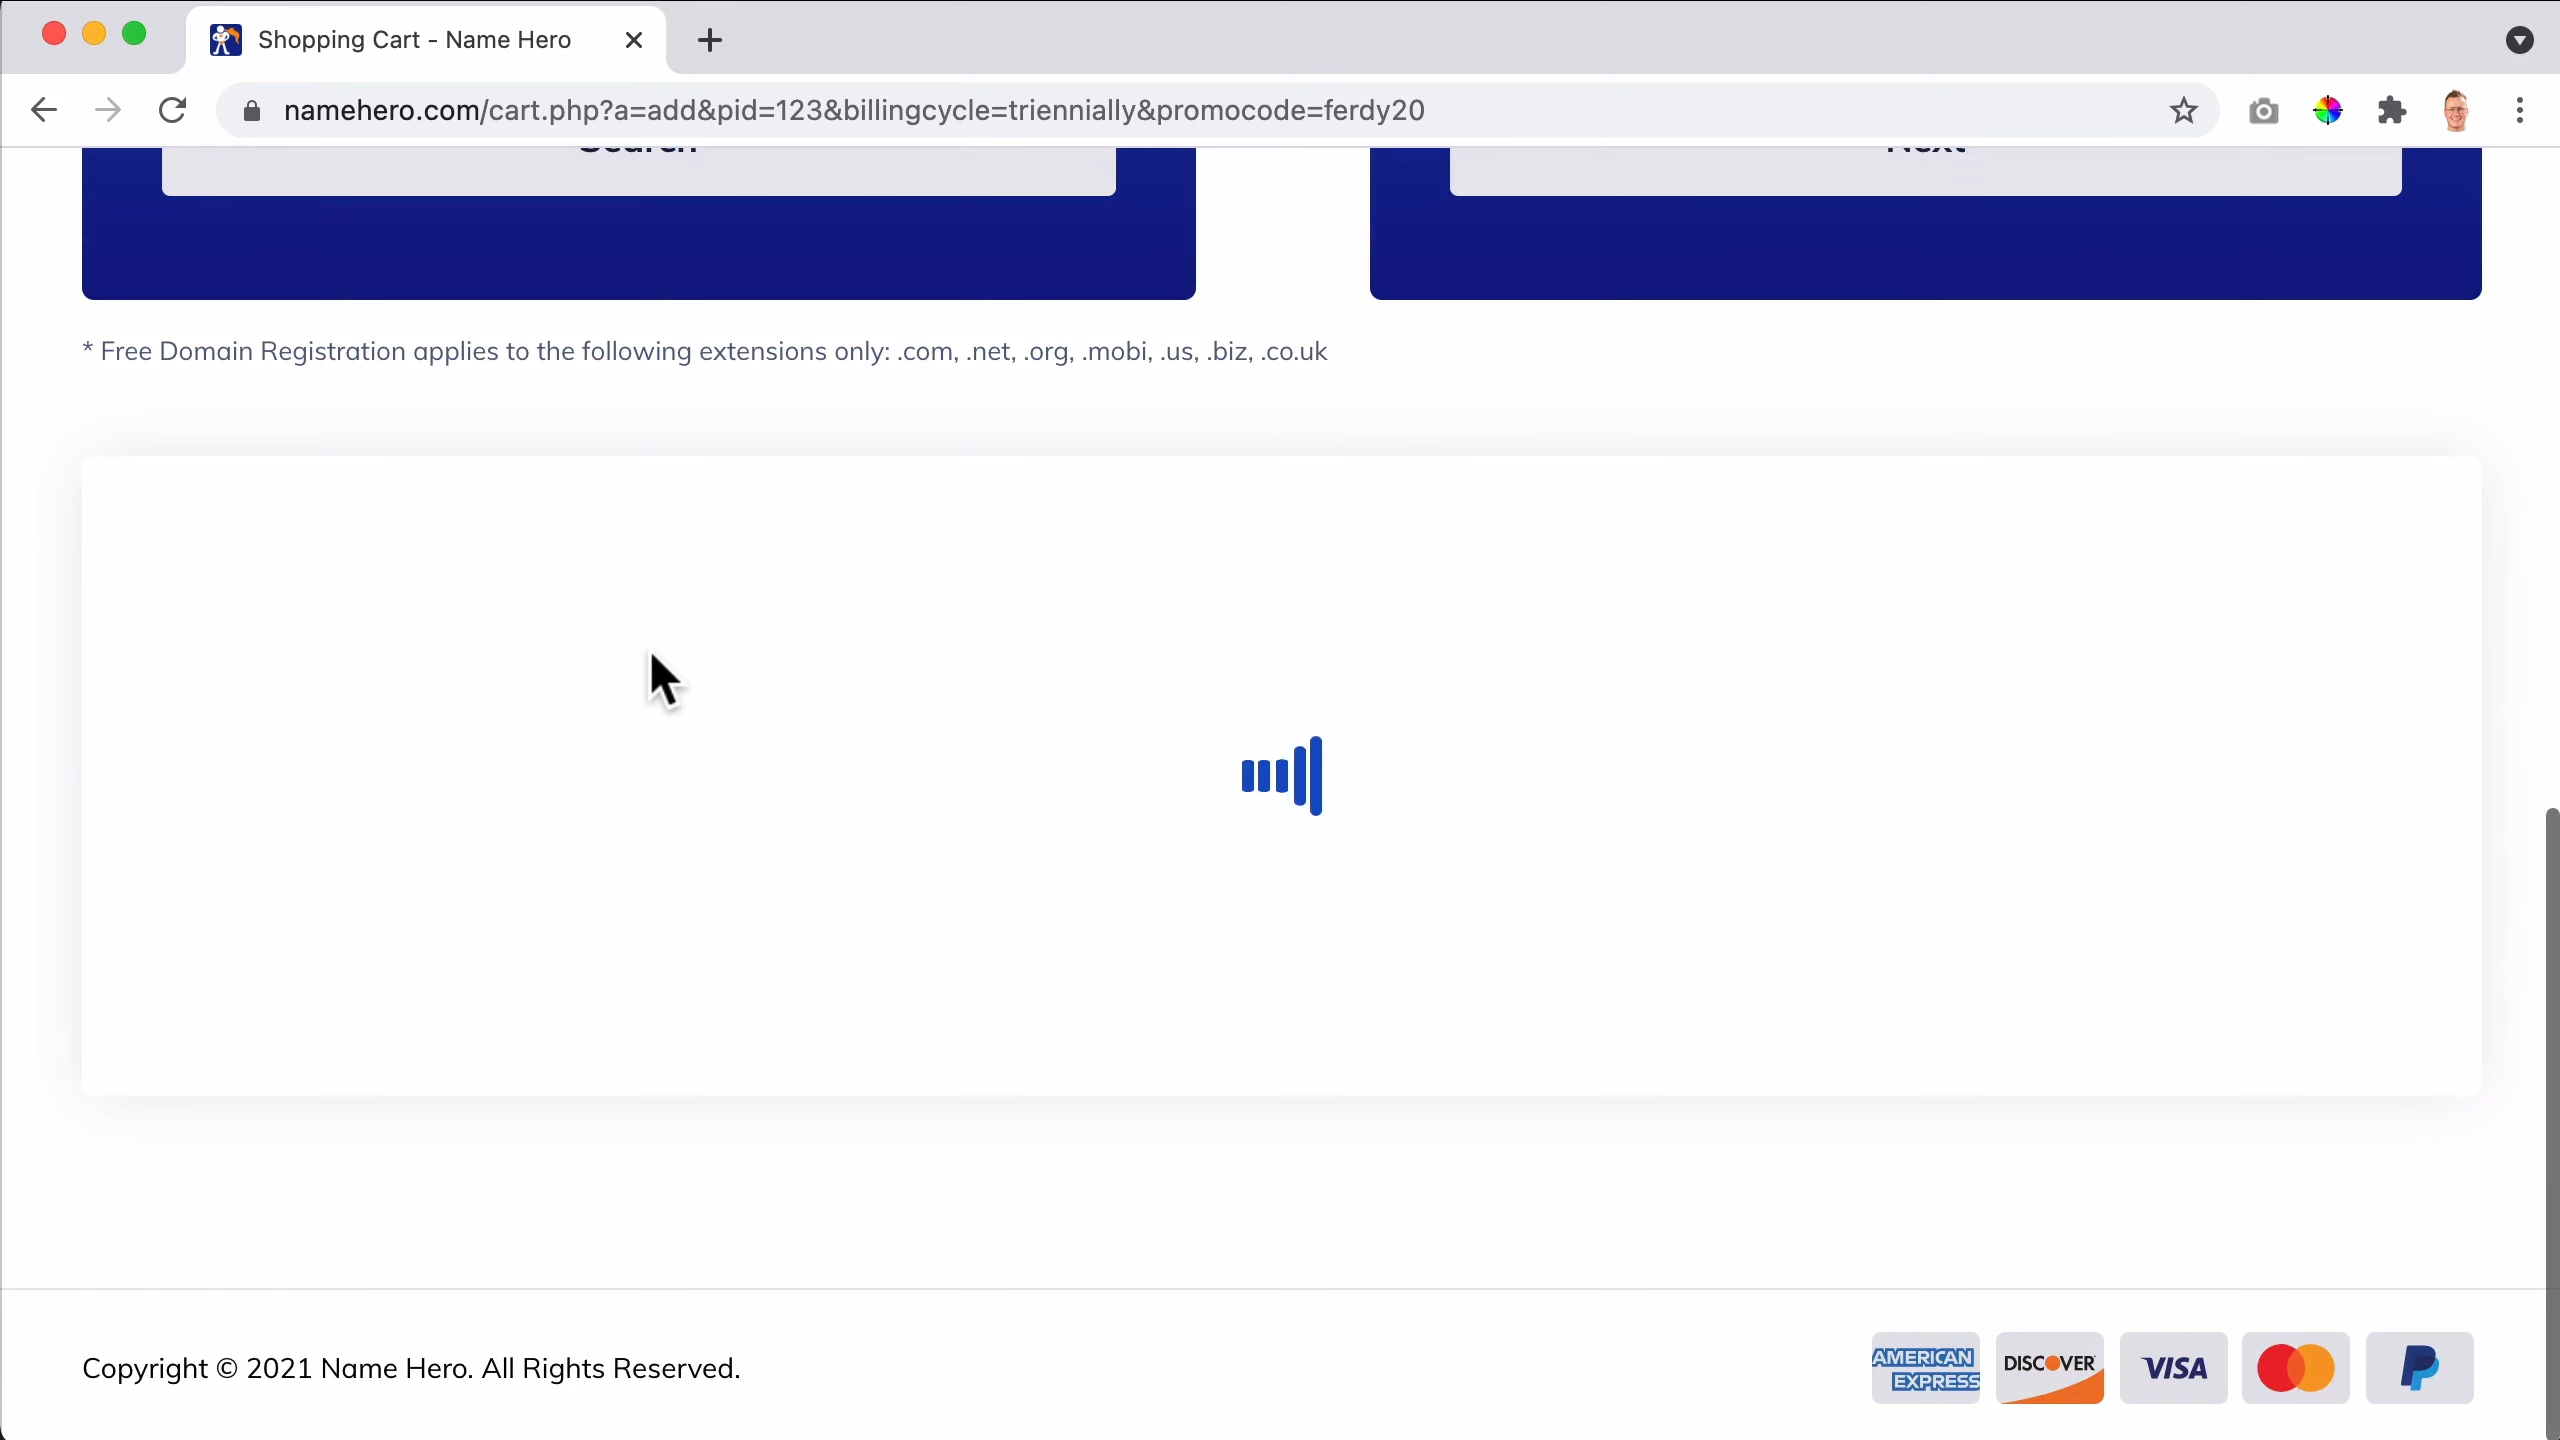 Shopping Cart - Name Hero
namehero.com/cart.php?a=add&pid=123&billingcycle=triennially&promocode=ferdy20
Search
Next
* Free Domain Registration applies to the following extensions only: .com, .net, .org, .mobi, .us, .biz, .co.uk
Copyright © 2021 Name Hero. All Rights Reserved.
AMERICAN
EXPRESS
DISCOVER
VISA